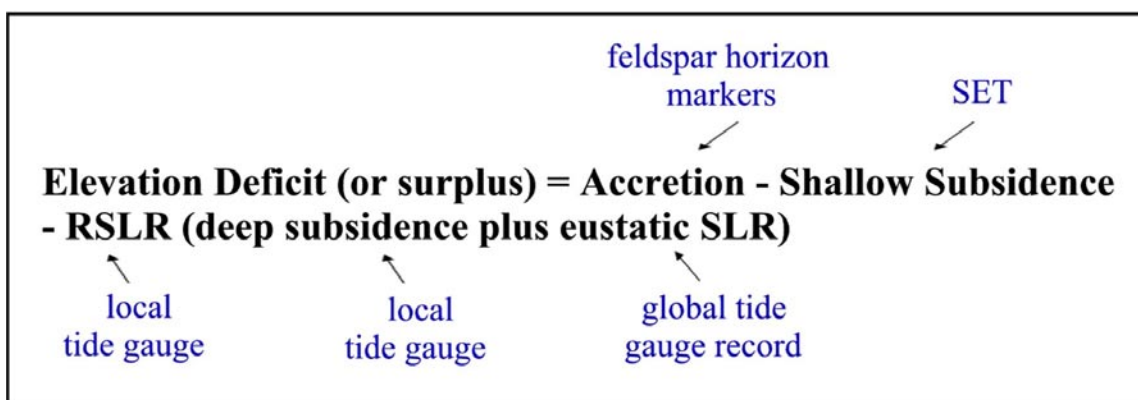 feldspar horizon
markers
SET
Elevation Deficit (or surplus) = Accretion - Shallow Subsidence
- RSLR (deep subsidence plus eustatic SLR)
local
tide gauge
local
tide gauge
global tide
gauge record